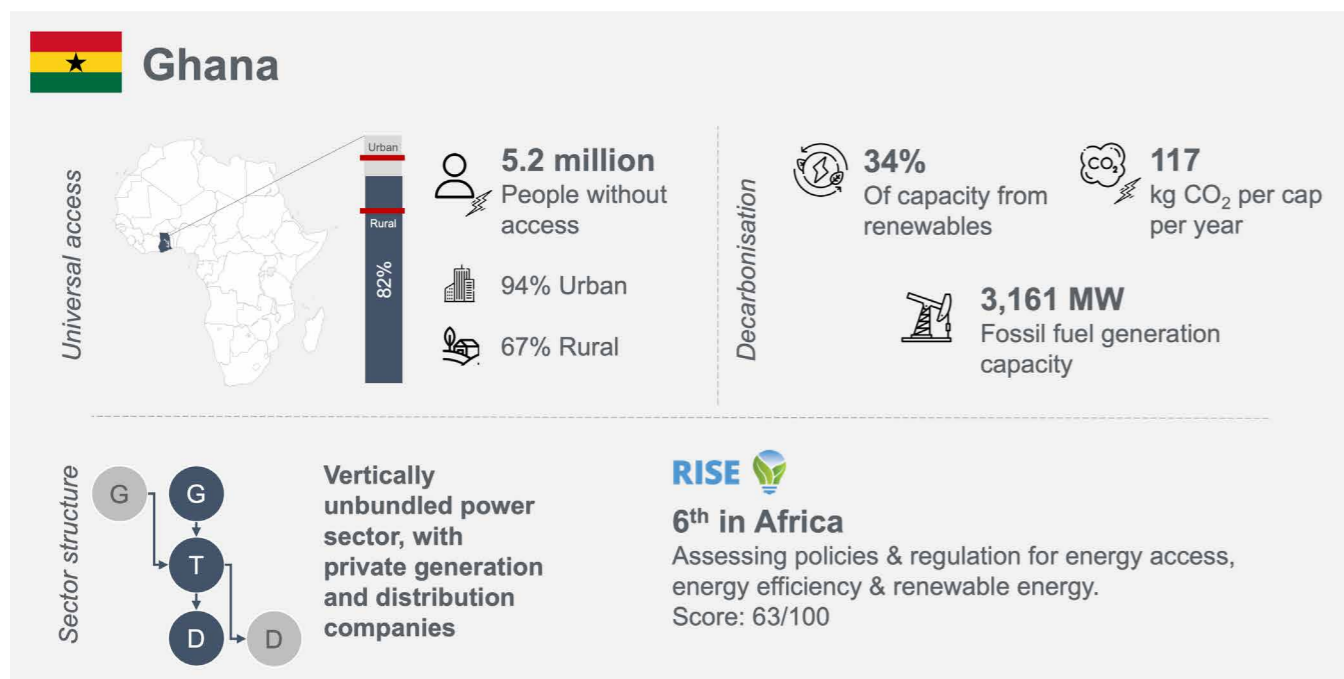 Ghana
Universal access
Urban
Rural
82%
5.2 million
People without
access
94% Urban
67% Rural
Decarbonisation
34%
Of capacity from
renewables
CO2
117
kg CO₂ per cap
per year
3,161 MW
Fossil fuel generation
capacity
Sector structure
G
G
T
D
D
Vertically
unbundled power
sector, with
private generation
and distribution
companies
RISE
6th in Africa
Assessing policies & regulation for energy access,
energy efficiency & renewable energy.
Score: 63/100